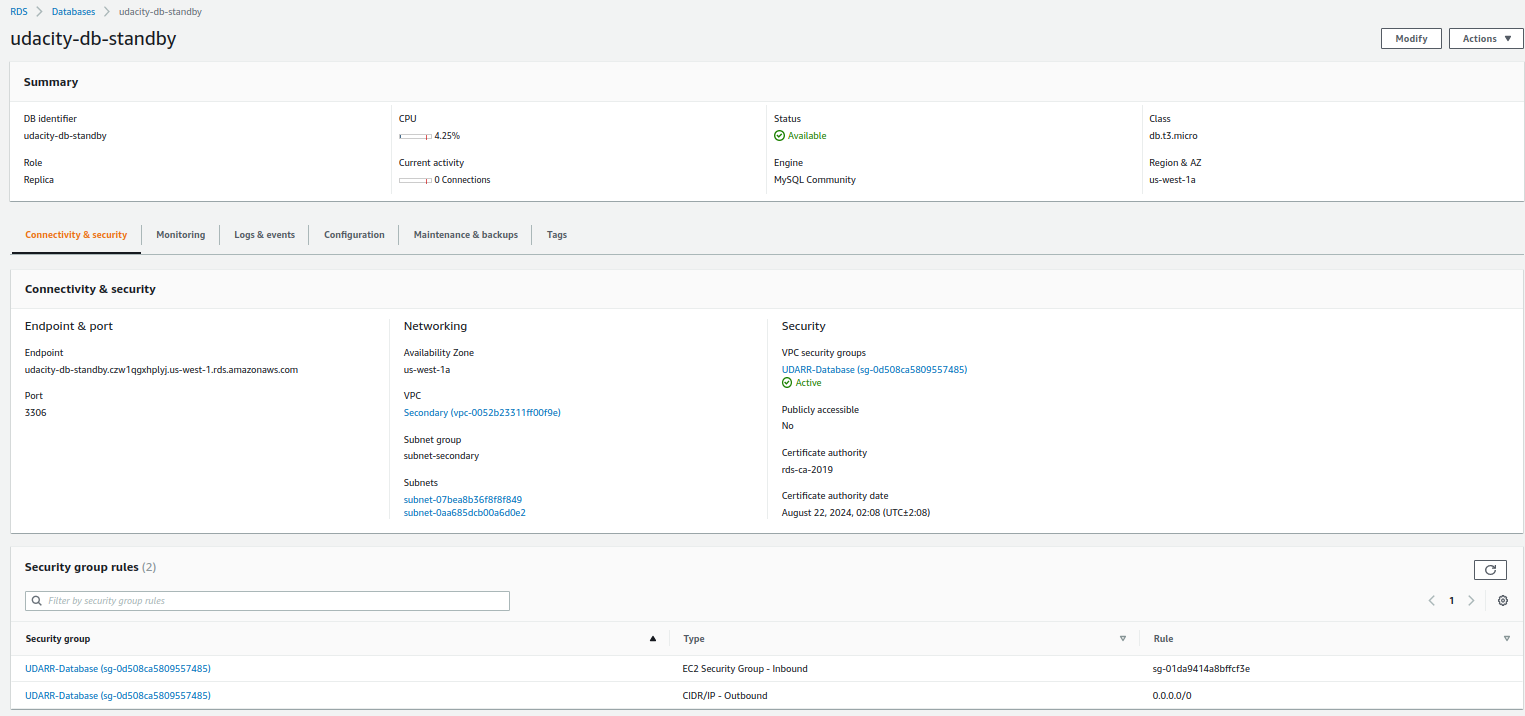 RDS > Databases > udacity-db-standby
udacity-db-standby
Modify
Actions
Summary
DB identifier
udacity-db-standby
CPU
4.25%
Status
Available
Class
db.t3.micro
Role
Replica
Current activity
0 Connections
Engine
MySQL Community
Region & AZ
us-west-1a
Connectivity & security
Monitoring
Logs & events
Configuration
Maintenance & backups
Tags
Connectivity & security
Endpoint & port
Endpoint
udacity-db-standby.czw1qgxhplyj.us-west-1.rds.amazonaws.com
Port
3306
Networking
Availability Zone
us-west-1a
VPC
Secondary (vpc-0052b23311ff00f9e)
Subnet group
subnet-secondary
Subnets
subnet-07bea8b36f8f8f849
subnet-0aa685dcb00a6d0e2
Security
VPC security groups
UDARR-Database (sg-0d508ca5809557485)
Active
Publicly accessible
No
Certificate authority
rds-ca-2019
Certificate authority date
August 22, 2024, 02:08 (UTC±2:08)
Security group rules (2)
Filter by security group rules
1
Security group
Type
Rule
UDARR-Database (sg-0d508ca5809557485)
EC2 Security Group - Inbound
sg-01da9414a8bffcf3e
UDARR-Database (sg-0d508ca5809557485)
CIDR/IP - Outbound
0.0.0.0/0